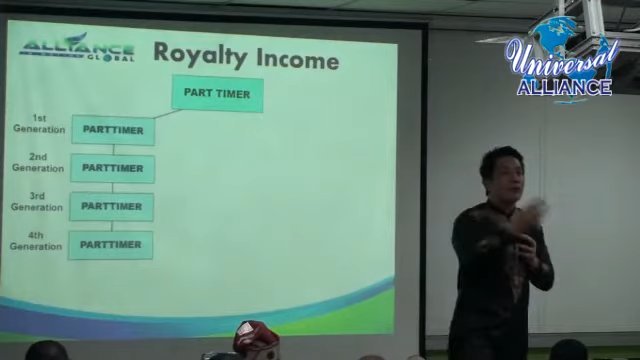 Universal
ALLIANCE
ALLIANCE
GLOBAL
Royalty Income
PART TIMER
1st
Generation
PARTTIMER
2nd
Generation
PARTTIMER
3rd
Generation
PARTTIMER
4th
Generation
PARTTIMER